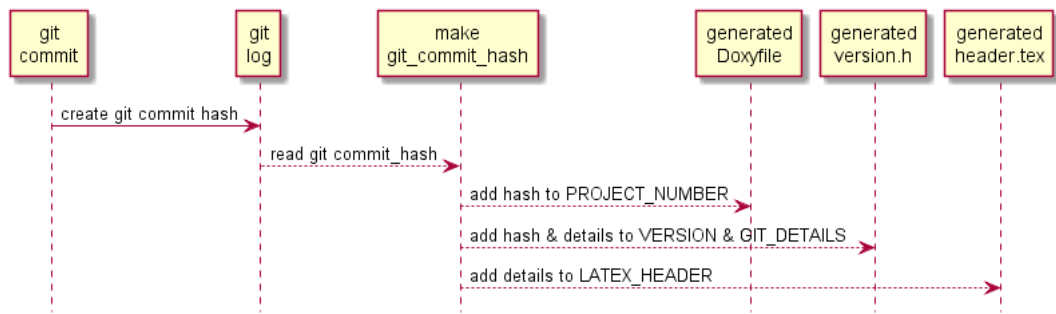 git
commit
git
log
make
git_commit_hash
generated
Doxyfile
generated
version.h
generated
header.tex
create git commit hash
read git commit_hash
add hash to PROJECT_NUMBER
add hash & details to VERSION & GIT_DETAILS
add details to LATEX_HEADER